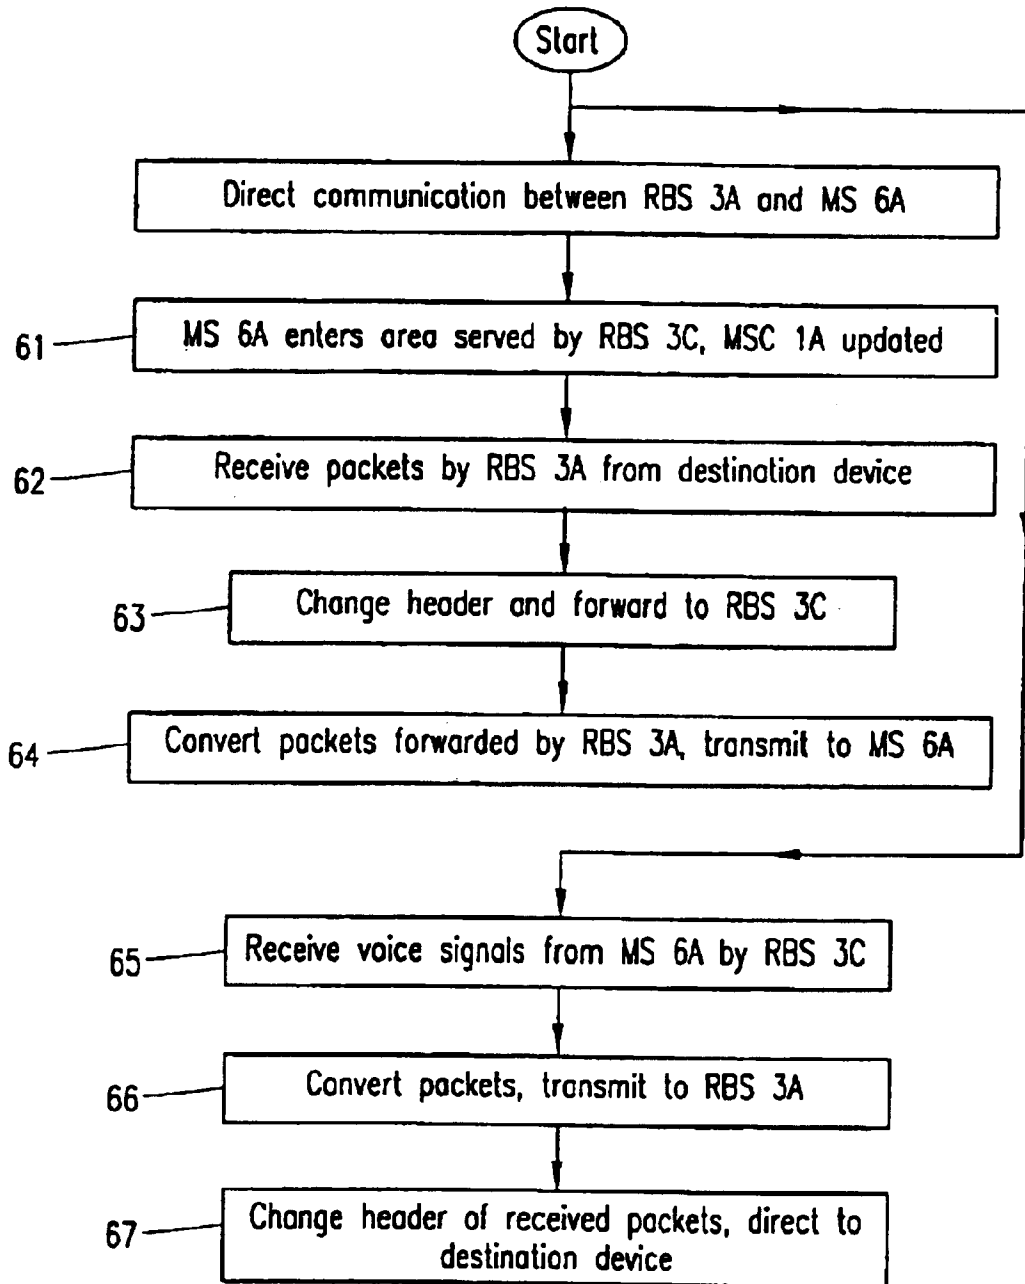 Start
Direct communication between RBS 3A and MS 6A
61
MS 6A enters area served by RBS 3C, MSC 1A updated
62
Receive packets by RBS 3A from destination device
63
Change header and forward to RBS 3C
64
Convert packets forwarded by RBS 3A, transmit to MS 6A
65
Receive voice signals from MS 6A by RBS 3C
66
Convert packets, transmit to RBS 3A
67
Change header of received packets, direct to
destination device